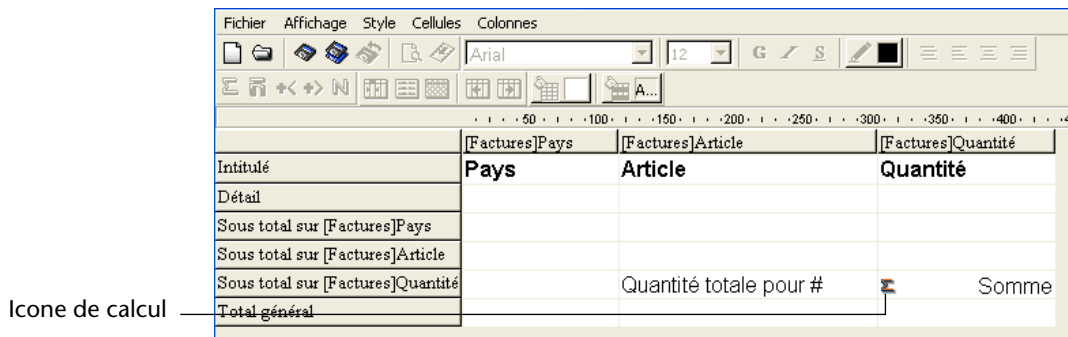 Fichier Affichage Style Cellules Colonnes
Arial 12 G I S
Σ N A...
50 100 150 200 250 300 350 400
[Factures]Pays [Factures]Article [Factures]Quantité
Intitulé Pays Article Quantité
Détail
Sous total sur [Factures]Pays
Sous total sur [Factures]Article
Sous total sur [Factures]Quantité Quantité totale pour # Σ Somme
Icone de calcul
Total général